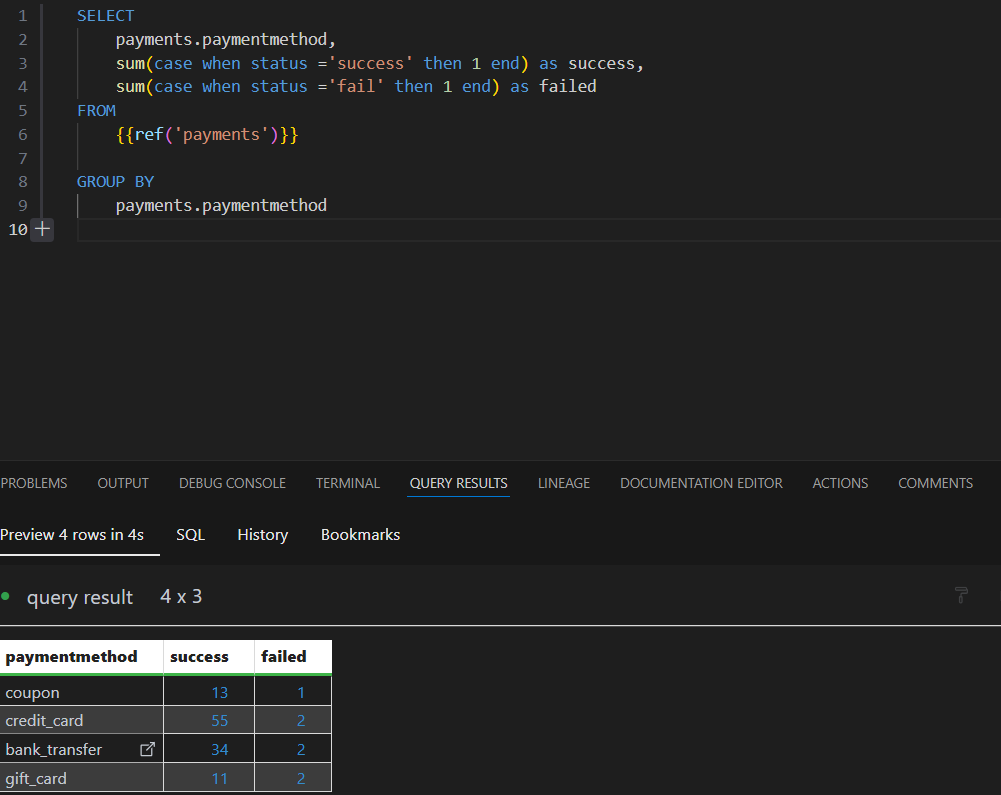 1 SELECT
2 payments.paymentmethod,
3 sum(case when status ='success' then 1 end) as success,
4 sum(case when status ='fail' then 1 end) as failed
5 FROM
6 {{ref('payments')}}
7
8 GROUP BY
9 payments.paymentmethod
10
PROBLEMS OUTPUT DEBUG CONSOLE TERMINAL QUERY RESULTS LINEAGE DOCUMENTATION EDITOR ACTIONS COMMENTS
Preview 4 rows in 4s SQL History Bookmarks
query result 4 x 3
paymentmethod success failed
coupon 13 1
credit_card 55 2
bank_transfer 34 2
gift_card 11 2